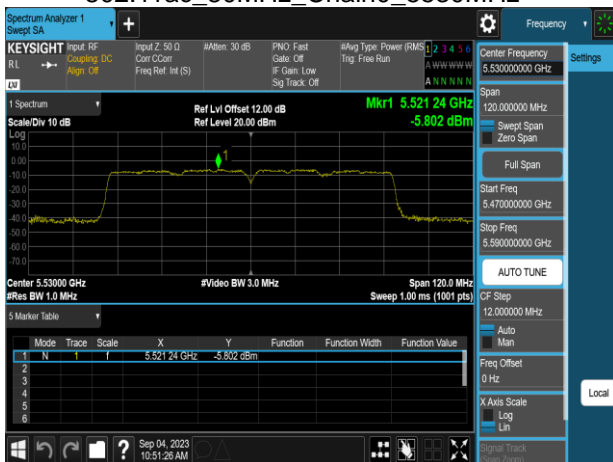 802.11ac_80MHz_Chain0_5530MHz
Spectrum Analyzer 1
Swept SA
Frequency
KEYSIGHT
RL
Input: RF
Coupling: DC
Align: Off
Input Z: 50 Ω
Corr CCorr
Freq Ref: Int (S)
#Atten: 30 dB
PNO: Fast
Gate: Off
IF Gain: Low
Sig Track: Off
#Avg Type: Power (RMS
Trig: Free Run
1 2 3 4 5 6
A W W W W W
A N N N N N
LXI
1 Spectrum
Scale/Div 10 dB
Ref Lvl Offset 12.00 dB
Ref Level 20.00 dBm
Mkr1 5.521 24 GHz
-5.802 dBm
Log
10.0
0.00
-10.0
-20.0
-30.0
-40.0
-50.0
-60.0
-70.0
1
Center 5.53000 GHz
#Res BW 1.0 MHz
#Video BW 3.0 MHz
Span 120.0 MHz
Sweep 1.00 ms (1001 pts)
5 Marker Table
Mode Trace Scale X Y Function Function Width Function Value
1 N 1 f 5.521 24 GHz -5.802 dBm
2
3
4
5
6
Sep 04, 2023
10:51:26 AM
Center Frequency
5.530000000 GHz
Settings
Span
120.000000 MHz
Swept Span
Zero Span
Full Span
Start Freq
5.470000000 GHz
Stop Freq
5.590000000 GHz
AUTO TUNE
CF Step
12.000000 MHz
Auto
Man
Freq Offset
0 Hz
Local
X Axis Scale
Log
Lin
Signal Track
(Span Zoom)